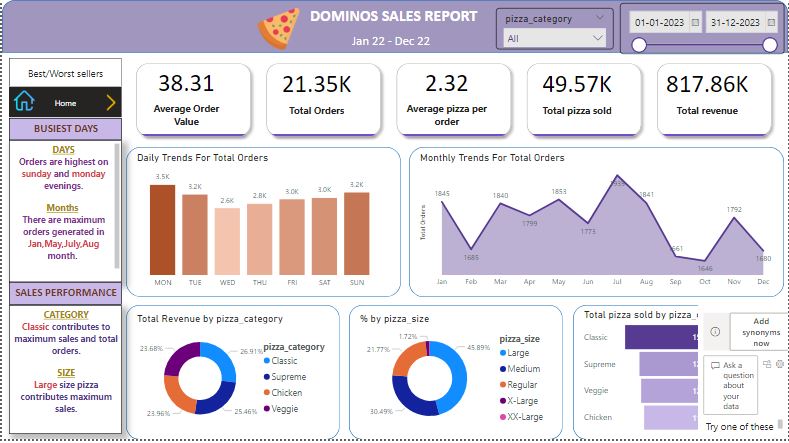 DOMINOS SALES REPORT
Jan 22 - Dec 22
pizza_category
All
01-01-2023
31-12-2023
Best/Worst sellers
Home
BUSIEST DAYS
DAYS
Orders are highest on
sunday and monday
evenings.
Months
There are maximum
orders generated in
Jan,May,July,Aug
month.
SALES PERFORMANCE
CATEGORY
Classic contributes to
maximum sales and total
orders.
SIZE
Large size pizza
contributes maximum
sales.
38.31
Average Order
Value
21.35K
Total Orders
2.32
Average pizza per
order
49.57K
Total pizza sold
817.86K
Total revenue
Daily Trends For Total Orders
3.5K
3.2K
2.6K
2.8K
3.0K
3.0K
3.2K
MON TUE WED THU FRI SAT SUN
Monthly Trends For Total Orders
Total Orders
1845
1685
1840
1799
1853
1773
1935
1841
1661
1646
1792
1680
Jan Feb Mar Apr May Jun Jul Aug Sep Oct Nov Dec
Total Revenue by pizza_category
23.68%
26.91%
23.96%
25.46%
pizza_category
Classic
Supreme
Chicken
Veggie
% by pizza_size
1.72%
21.77%
45.89%
30.49%
pizza_size
Large
Medium
Regular
X-Large
XX-Large
Total pizza sold by pizza_
Classic
Supreme
Veggie
Chicken
Add
synonyms
now
Ask a
question
about
your
data
Try one of these